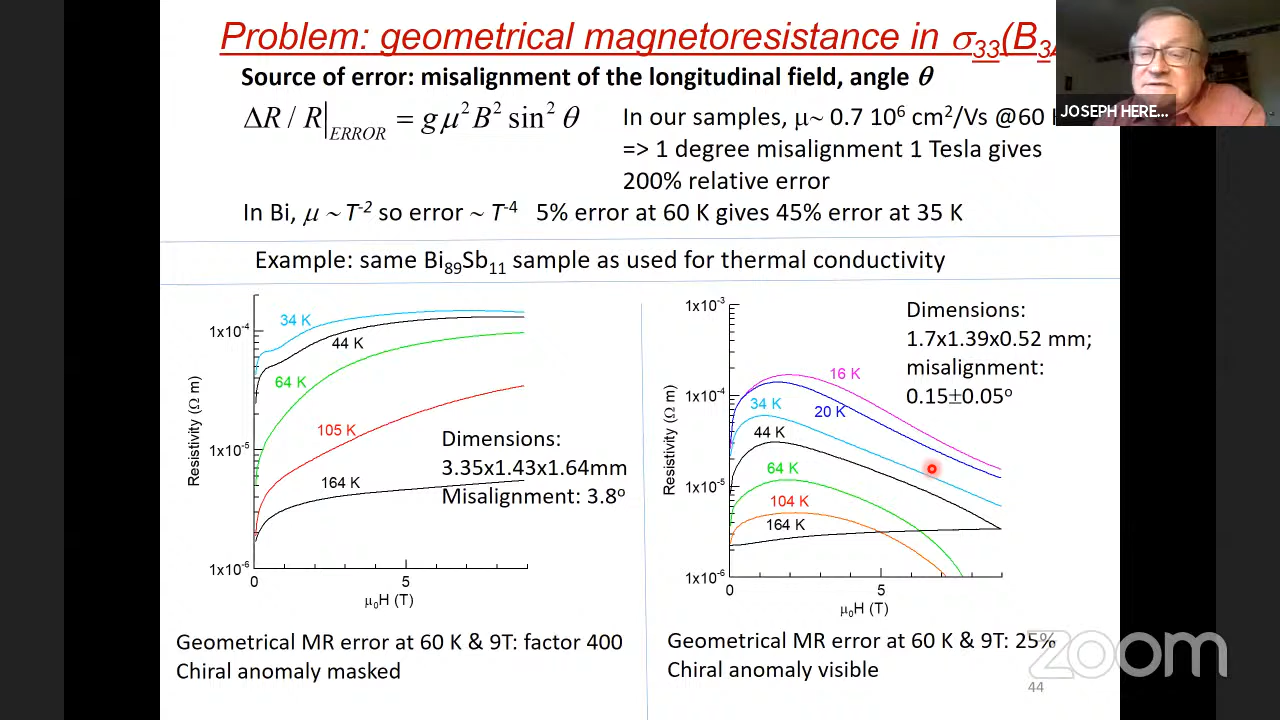 Problem: geometrical magnetoresistance in σ33(B3
JOSEPH HERE...
Source of error: misalignment of the longitudinal field, angle θ
ΔR / R|ERROR = gμ²B² sin² θ
In our samples, μ~ 0.7 10⁶ cm²/Vs @60
=> 1 degree misalignment 1 Tesla gives
200% relative error
In Bi, μ ~ T⁻² so error ~ T⁻⁴ 5% error at 60 K gives 45% error at 35 K
Example: same Bi₈₉Sb₁₁ sample as used for thermal conductivity
1x10⁻⁴
1x10⁻⁵
1x10⁻⁶
Resistivity (Ω m)
34 K
44 K
64 K
105 K
164 K
0
5
μ₀H (T)
Dimensions:
3.35x1.43x1.64mm
Misalignment: 3.8º
1x10⁻³
1x10⁻⁴
1x10⁻⁵
1x10⁻⁶
Resistivity (Ω m)
16 K
20 K
34 K
44 K
64 K
104 K
164 K
0
5
μ₀H (T)
Dimensions:
1.7x1.39x0.52 mm;
misalignment:
0.15±0.05º
Geometrical MR error at 60 K & 9T: factor 400
Chiral anomaly masked
Geometrical MR error at 60 K & 9T: 25%
Chiral anomaly visible
zoom
44